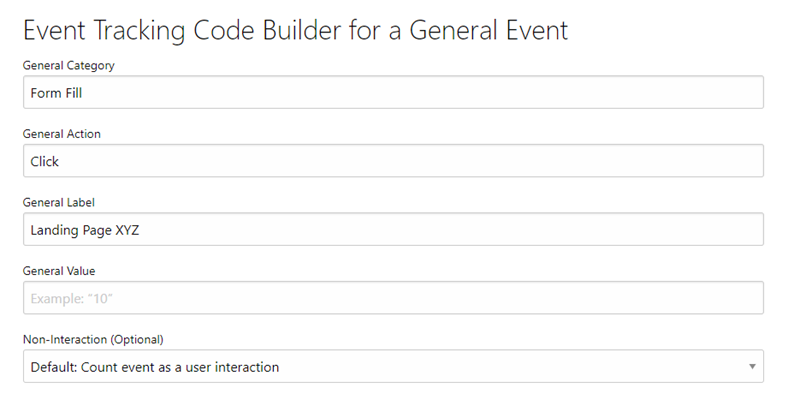 Event Tracking Code Builder for a General Event
General Category
Form Fill
General Action
Click
General Label
Landing Page XYZ
General Value
Example: “10”
Non-Interaction (Optional)
Default: Count event as a user interaction